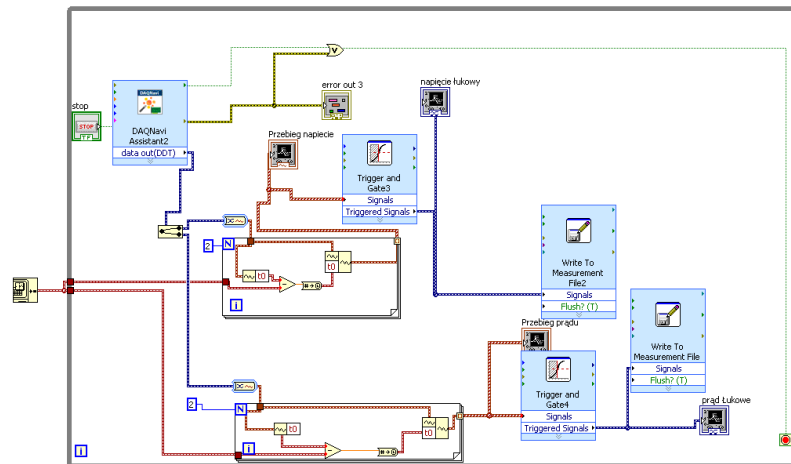 stop
STOP
TF
DAQNavi
DAQNavi
Assistant2
data out(DDT)
V
error out 3
napięcie łukowy
Przebieg napiecie
Trigger and
Gate3
Signals
Triggered Signals
Write To
Measurement
File2
Signals
Flush? (T)
2
N
t0
t0
i
Przebieg prądu
Trigger and
Gate4
Signals
Triggered Signals
Write To
Measurement File
Signals
Flush? (T)
prąd Łukowe
2
N
t0
t0
i
i